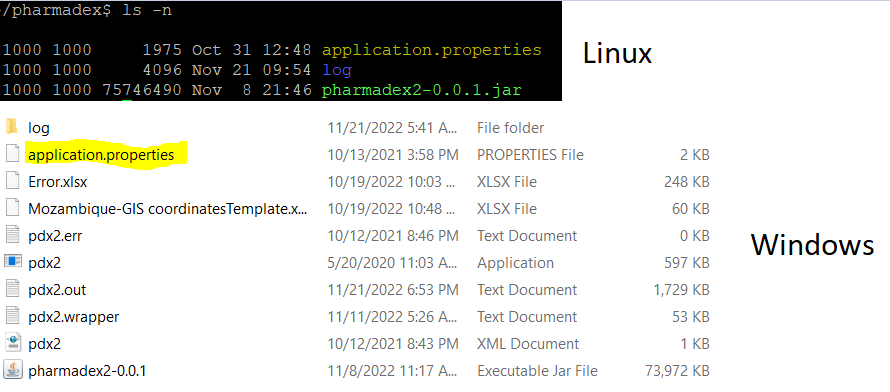 ~/pharmadex$ ls -n
1000 1000 1975 Oct 31 12:48 application.properties
1000 1000 4096 Nov 21 09:54 log
1000 1000 75746490 Nov 8 21:46 pharmadex2-0.0.1.jar
Linux
log 11/21/2022 5:41 A... File folder
application.properties 10/13/2021 3:58 PM PROPERTIES File 2 KB
Error.xlsx 10/19/2022 10:03 ... XLSX File 248 KB
Mozambique-GIS coordinatesTemplate.x... 10/19/2022 10:48 ... XLSX File 60 KB
pdx2.err 10/12/2021 8:46 PM Text Document 0 KB
pdx2 5/20/2020 11:03 A... Application 597 KB
pdx2.out 11/21/2022 6:53 PM Text Document 1,729 KB
pdx2.wrapper 11/11/2022 5:26 A... Text Document 53 KB
pdx2 10/12/2021 8:43 PM XML Document 1 KB
pharmadex2-0.0.1 11/8/2022 11:17 A... Executable Jar File 73,972 KB
Windows